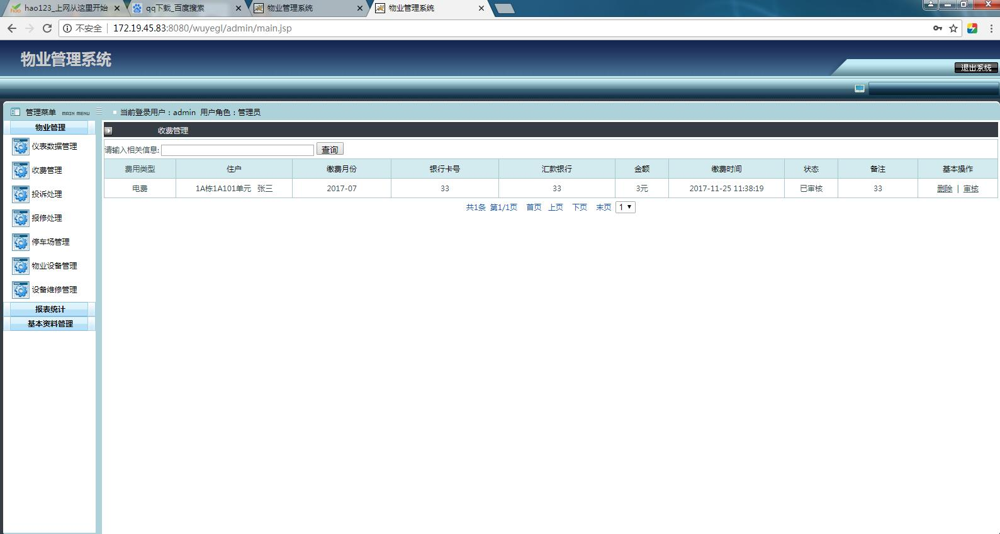 hao123_上网从这里开始 qq下载_百度搜索 物业管理系统 物业管理系统
不安全 172.19.45.83:8080/wuyegl/admin/main.jsp
物业管理系统
退出系统
管理菜单 MAIN MENU 当前登录用户：admin 用户角色：管理员
物业管理
仪表数据管理
收费管理
投诉处理
报修处理
停车场管理
物业设备管理
设备维修管理
报表统计
基本资料管理
收费管理
请输入相关信息: 查询
费用类型 住户 缴费月份 银行卡号 汇款银行 金额 缴费时间 状态 备注 基本操作
电费 1A栋1A101单元 张三 2017-07 33 33 3元 2017-11-25 11:38:19 已审核 33 删除 | 审核
共1条 第1/1页 首页 上页 下页 末页 1